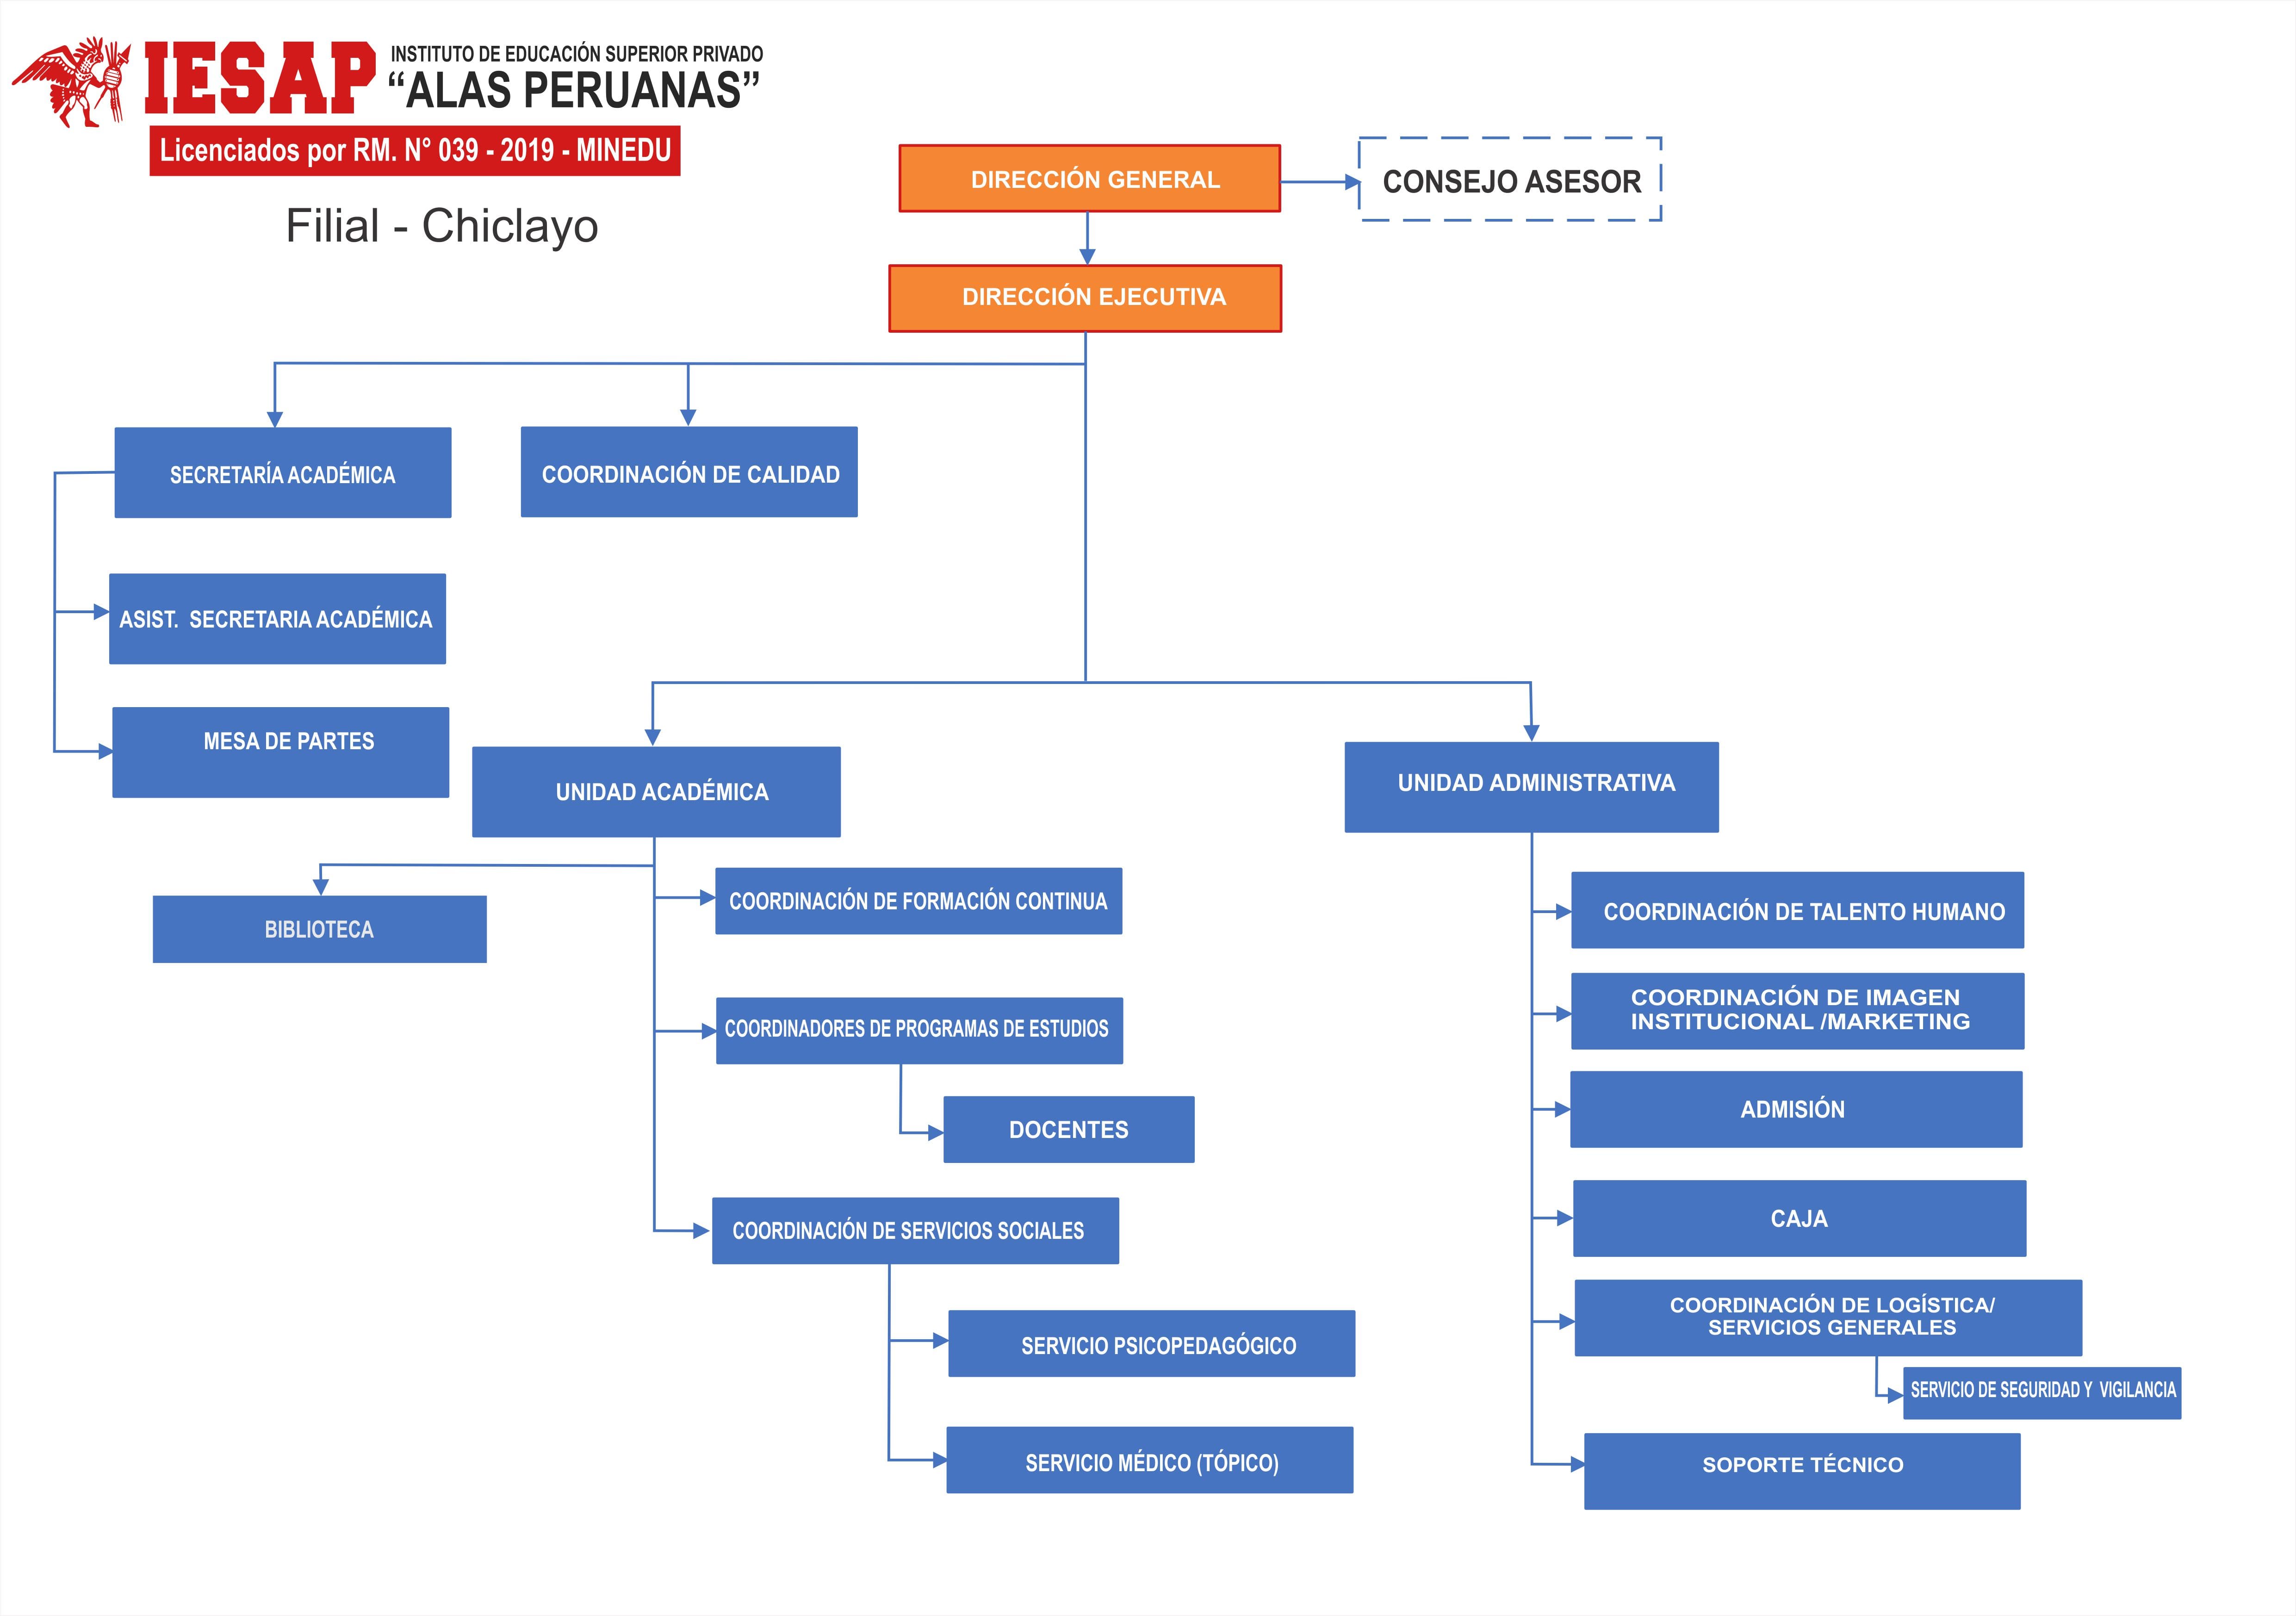 IESAP
INSTITUTO DE EDUCACIÓN SUPERIOR PRIVADO
“ALAS PERUANAS”
Licenciados por RM. N° 039 - 2019 - MINEDU
Filial - Chiclayo
DIRECCIÓN GENERAL
CONSEJO ASESOR
DIRECCIÓN EJECUTIVA
SECRETARÍA ACADÉMICA
COORDINACIÓN DE CALIDAD
ASIST. SECRETARIA ACADÉMICA
MESA DE PARTES
UNIDAD ACADÉMICA
UNIDAD ADMINISTRATIVA
BIBLIOTECA
COORDINACIÓN DE FORMACIÓN CONTINUA
COORDINADORES DE PROGRAMAS DE ESTUDIOS
DOCENTES
COORDINACIÓN DE SERVICIOS SOCIALES
SERVICIO PSICOPEDAGÓGICO
SERVICIO MÉDICO (TÓPICO)
COORDINACIÓN DE TALENTO HUMANO
COORDINACIÓN DE IMAGEN
INSTITUCIONAL /MARKETING
ADMISIÓN
CAJA
COORDINACIÓN DE LOGÍSTICA/
SERVICIOS GENERALES
SERVICIO DE SEGURIDAD Y VIGILANCIA
SOPORTE TÉCNICO